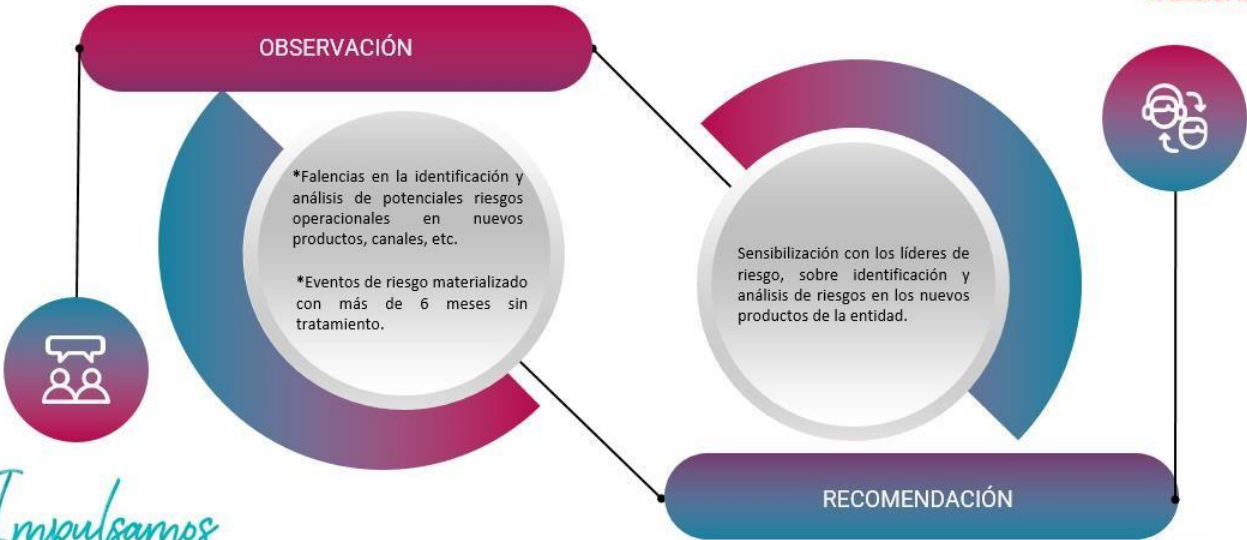 OBSERVACIÓN
*Falencias en la identificación y
análisis de potenciales riesgos
operacionales en nuevos
productos, canales, etc.
*Eventos de riesgo materializado
con más de 6 meses sin
tratamiento.
Sensibilización con los líderes de
riesgo, sobre identificación y
análisis de riesgos en los nuevos
productos de la entidad.
RECOMENDACIÓN
Impulsamos